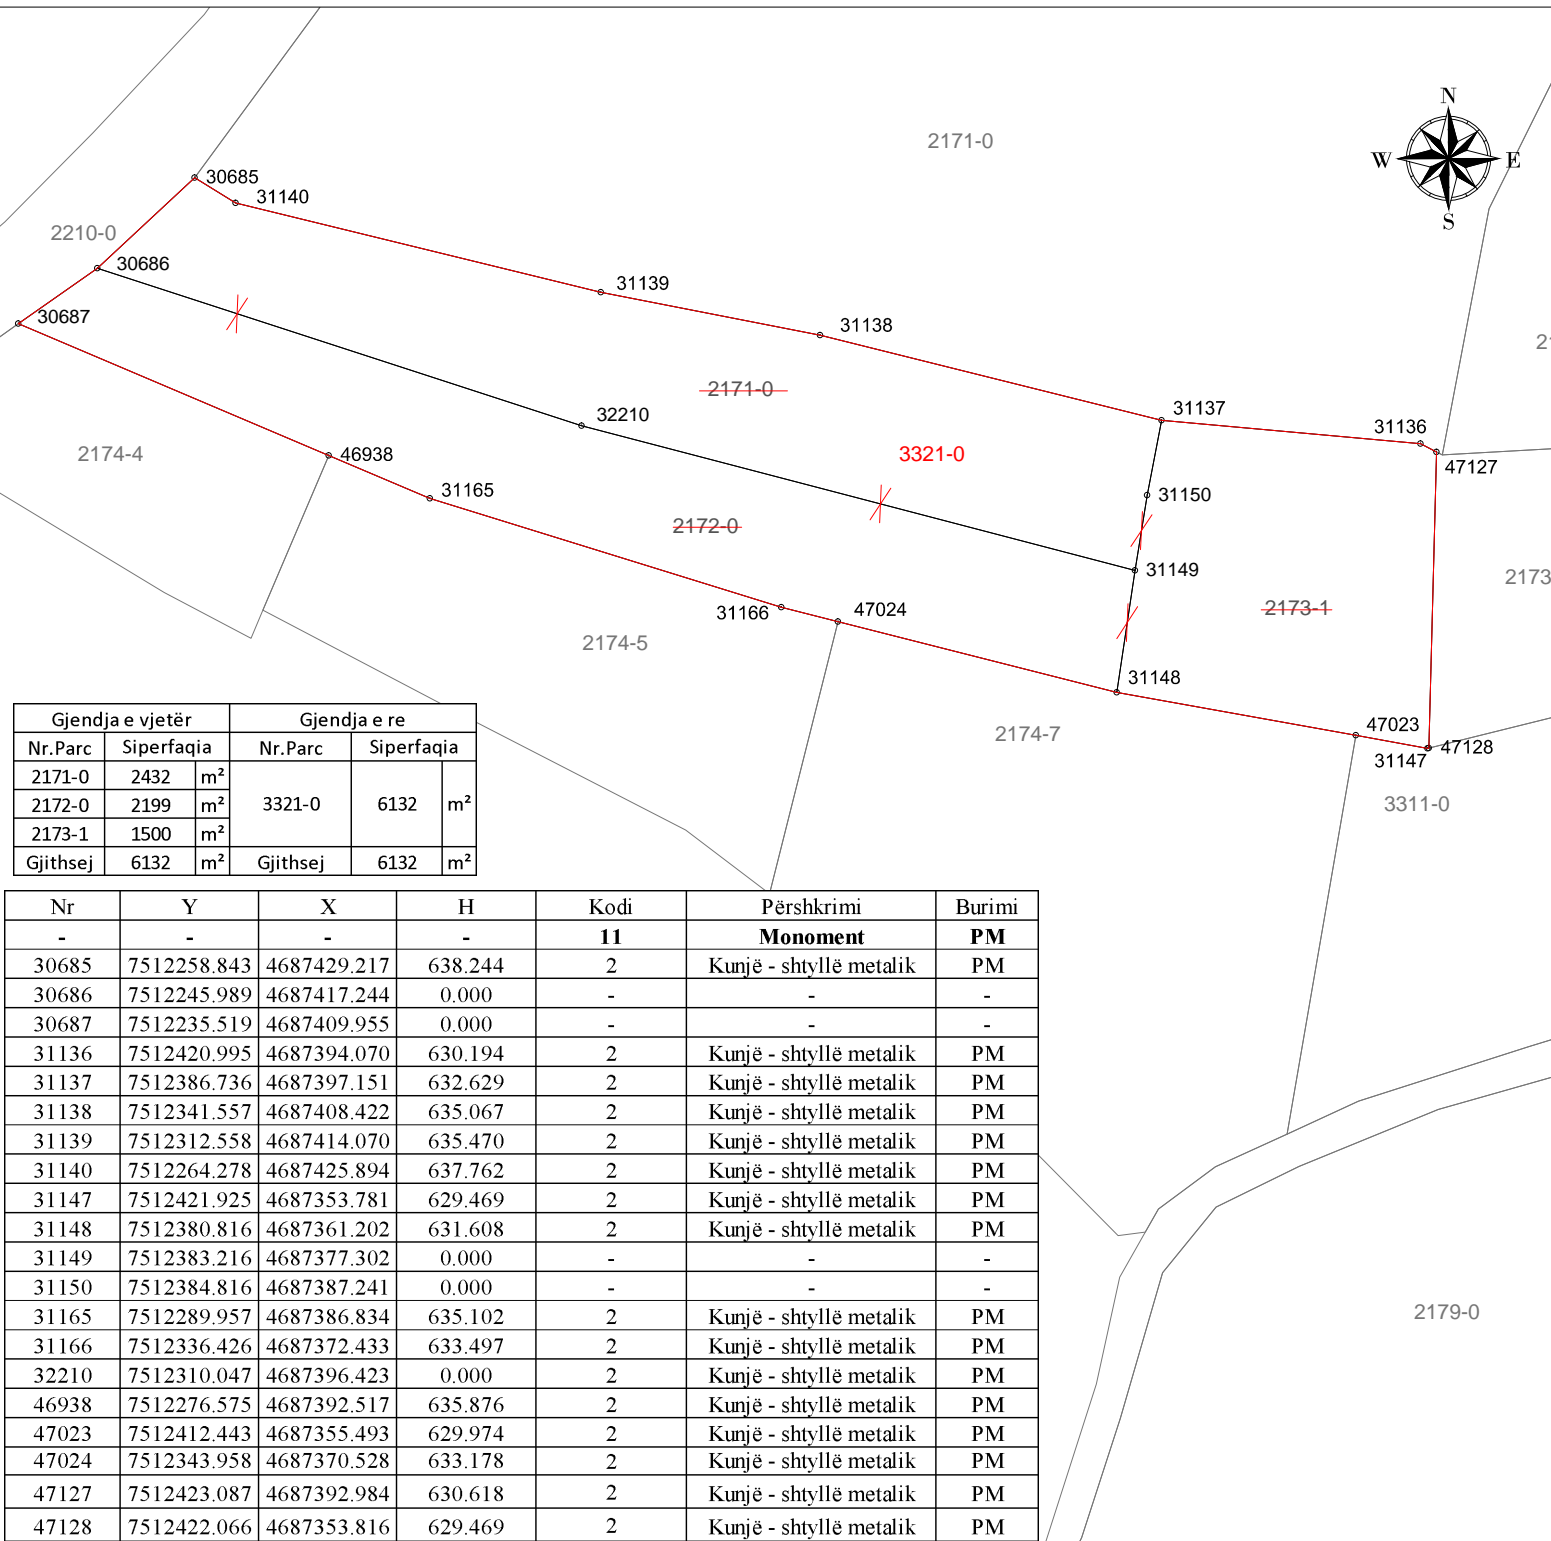 N
2171-0
W E
S
30685
31140
2210-0
30686
31139
30687
31138
2171-0
31137
32210
31136
2174-4
46938
3321-0
47127
31165
31150
2172-0
31149
2173
2173-1
31166
47024
2174-5
31148
47023
2174-7
31147
47128
3311-0
2179-0
Gjendja e vjetër Gjendja e re
Nr.Parc Siperfaqia Nr.Parc Siperfaqia
2171-0 2432 m²
2172-0 2199 m² 3321-0 6132 m²
2173-1 1500 m²
Gjithsej 6132 m² Gjithsej 6132 m²
Nr Y X H Kodi Përshkrimi Burimi
- - - - 11 Monoment PM
30685 7512258.843 4687429.217 638.244 2 Kunjë - shtyllë metalik PM
30686 7512245.989 4687417.244 0.000 - - -
30687 7512235.519 4687409.955 0.000 - - -
31136 7512420.995 4687394.070 630.194 2 Kunjë - shtyllë metalik PM
31137 7512386.736 4687397.151 632.629 2 Kunjë - shtyllë metalik PM
31138 7512341.557 4687408.422 635.067 2 Kunjë - shtyllë metalik PM
31139 7512312.558 4687414.070 635.470 2 Kunjë - shtyllë metalik PM
31140 7512264.278 4687425.894 637.762 2 Kunjë - shtyllë metalik PM
31147 7512421.925 4687353.781 629.469 2 Kunjë - shtyllë metalik PM
31148 7512380.816 4687361.202 631.608 2 Kunjë - shtyllë metalik PM
31149 7512383.216 4687377.302 0.000 - - -
31150 7512384.816 4687387.241 0.000 - - -
31165 7512289.957 4687386.834 635.102 2 Kunjë - shtyllë metalik PM
31166 7512336.426 4687372.433 633.497 2 Kunjë - shtyllë metalik PM
32210 7512310.047 4687396.423 0.000 2 Kunjë - shtyllë metalik PM
46938 7512276.575 4687392.517 635.876 2 Kunjë - shtyllë metalik PM
47023 7512412.443 4687355.493 629.974 2 Kunjë - shtyllë metalik PM
47024 7512343.958 4687370.528 633.178 2 Kunjë - shtyllë metalik PM
47127 7512423.087 4687392.984 630.618 2 Kunjë - shtyllë metalik PM
47128 7512422.066 4687353.816 629.469 2 Kunjë - shtyllë metalik PM